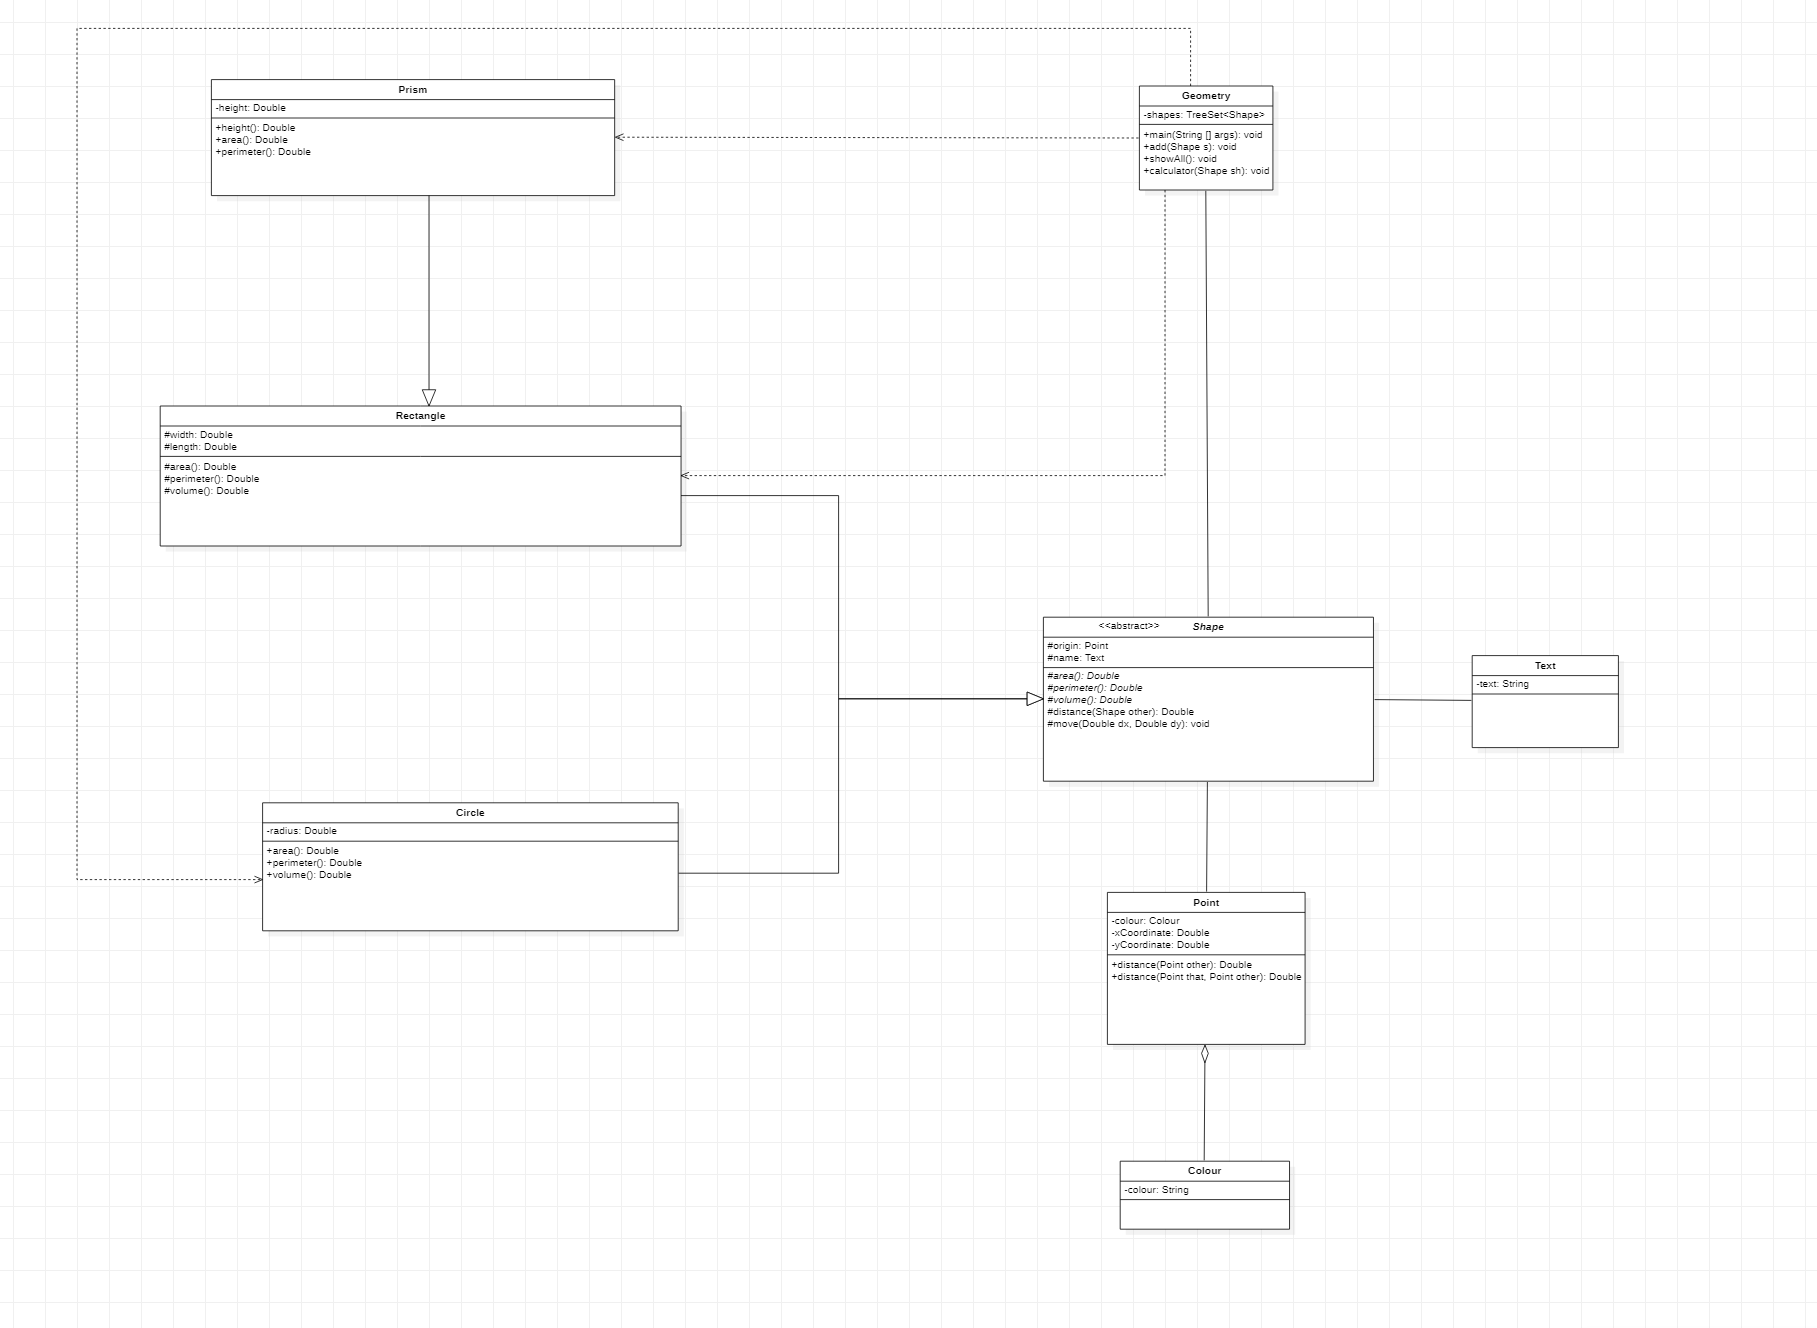 Prism
-height: Double
+height(): Double
+area(): Double
+perimeter(): Double
Geometry
-shapes: TreeSet<Shape>
+main(String [] args): void
+add(Shape s): void
+showAll(): void
+calculator(Shape sh): void
Rectangle
#width: Double
#length: Double
#area(): Double
#perimeter(): Double
#volume(): Double
<<abstract>> Shape
#origin: Point
#name: Text
#area(): Double
#perimeter(): Double
#volume(): Double
#distance(Shape other): Double
#move(Double dx, Double dy): void
Text
-text: String
Circle
-radius: Double
+area(): Double
+perimeter(): Double
+volume(): Double
Point
-colour: Colour
-xCoordinate: Double
-yCoordinate: Double
+distance(Point other): Double
+distance(Point that, Point other): Double
Colour
-colour: String